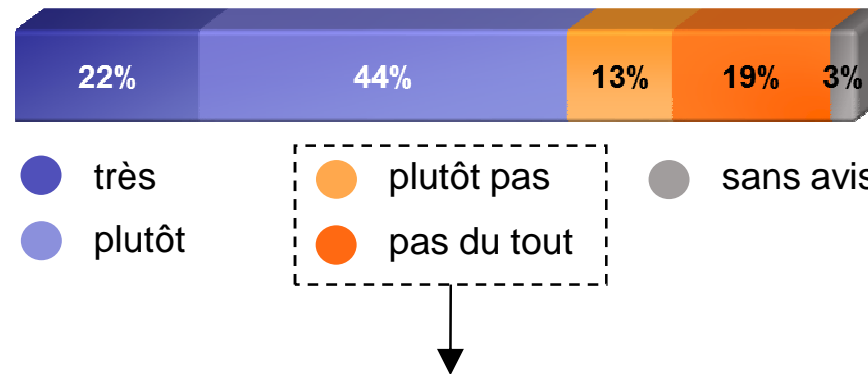 22% 44% 13% 19% 3%
très plutôt pas sans avis
plutôt pas du tout